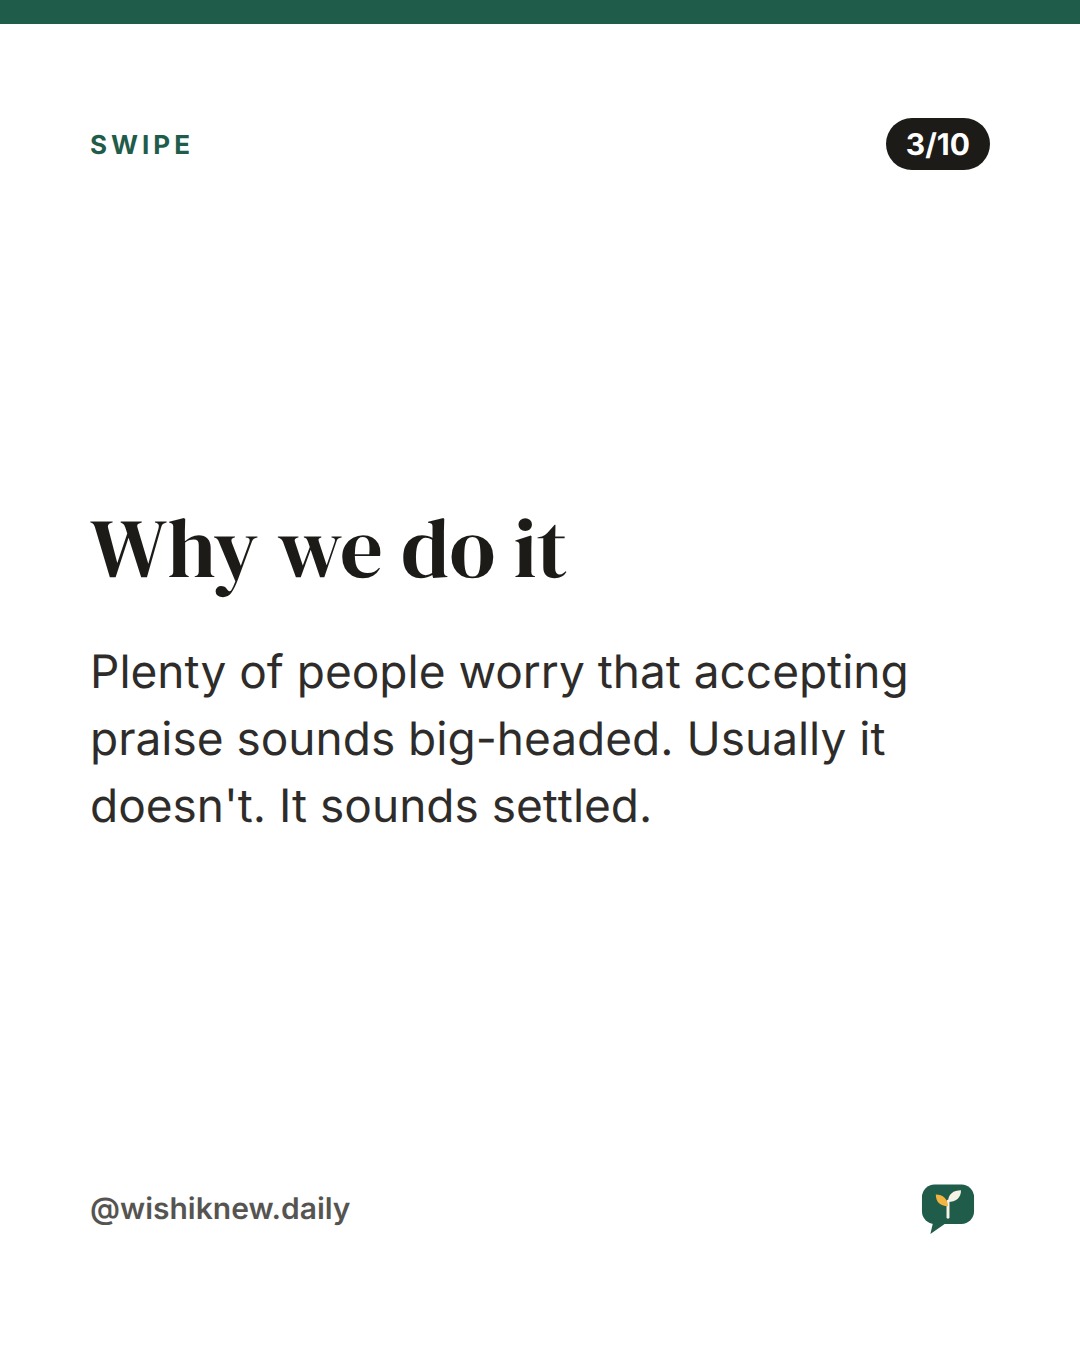 SWIPE
3/10
Why we do it
Plenty of people worry that accepting
praise sounds big-headed. Usually it
doesn't. It sounds settled.
@wishiknew.daily